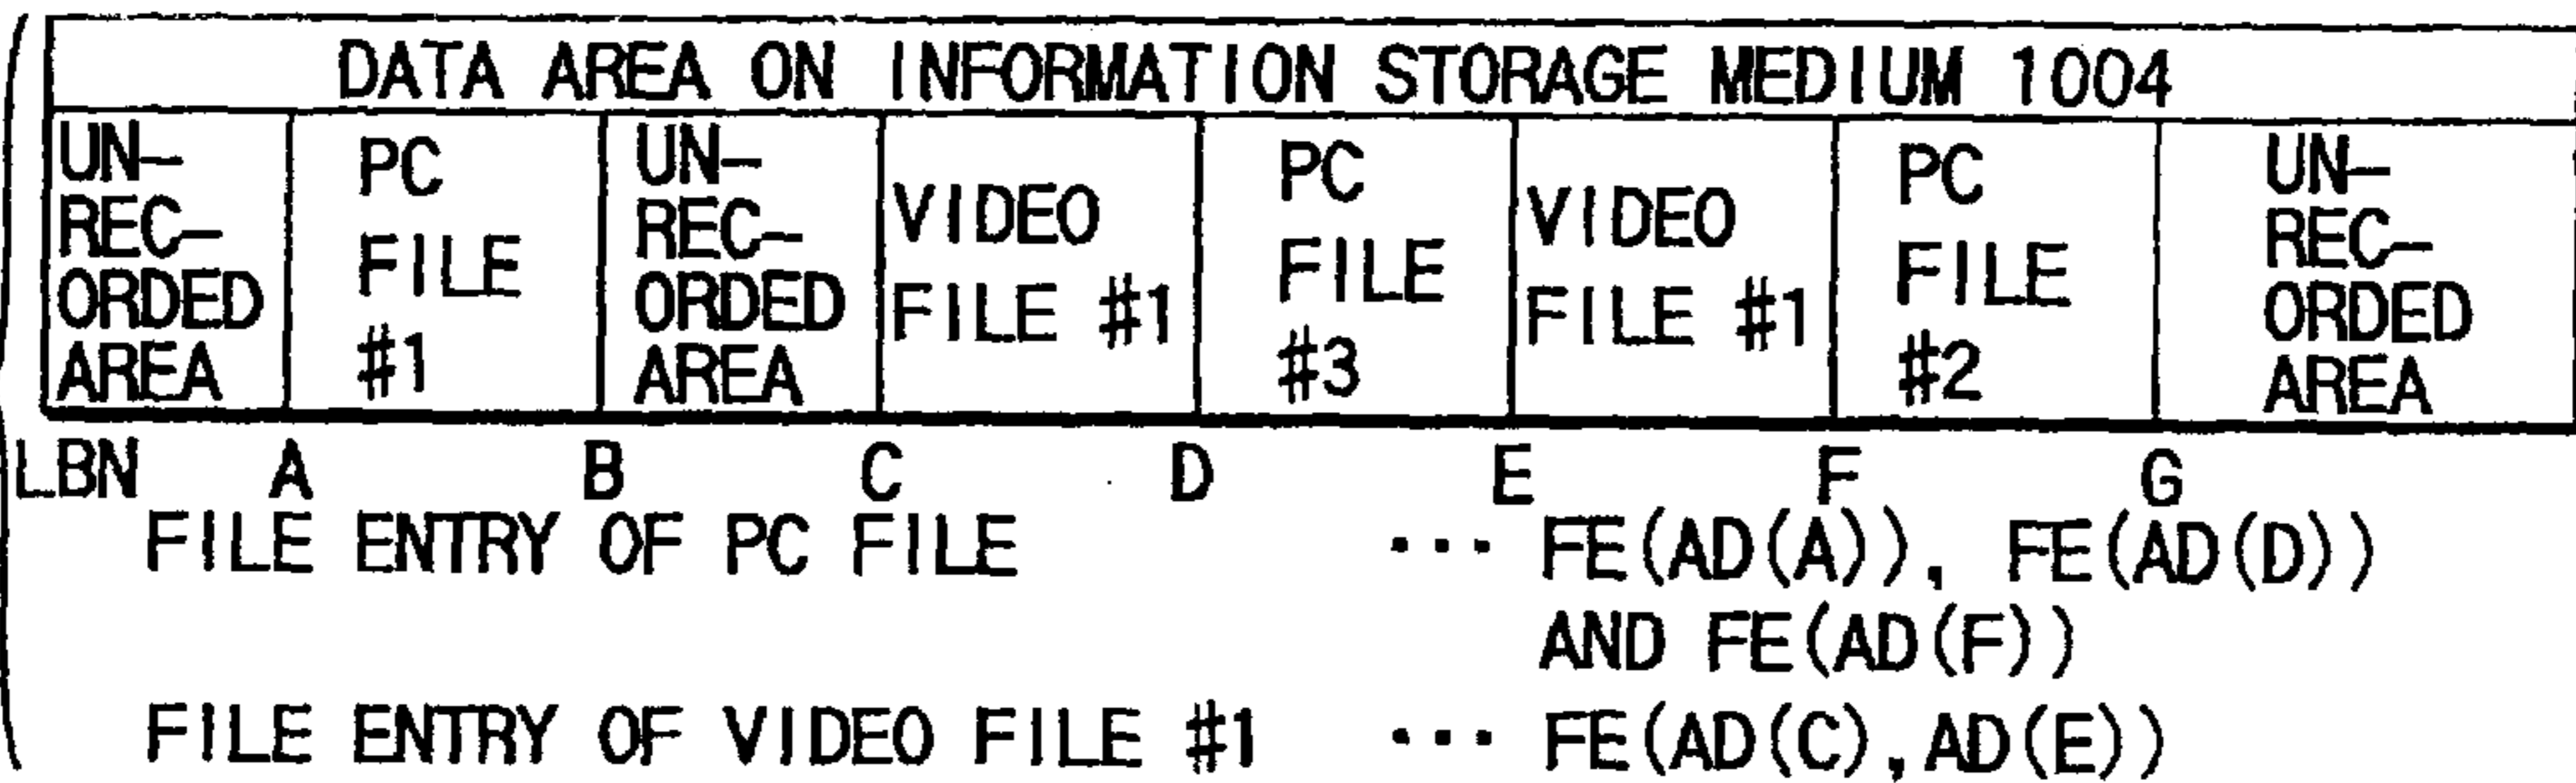 DATA AREA ON INFORMATION STORAGE MEDIUM 1004
UN-
REC-
ORDED
AREA
PC
FILE
#1
UN-
REC-
ORDED
AREA
VIDEO
FILE #1
PC
FILE
#3
VIDEO
FILE #1
PC
FILE
#2
UN-
REC-
ORDED
AREA
LBN A B C D E F G
FILE ENTRY OF PC FILE ... FE(AD(A)), FE(AD(D))
AND FE(AD(F))
FILE ENTRY OF VIDEO FILE #1 ... FE(AD(C),AD(E))